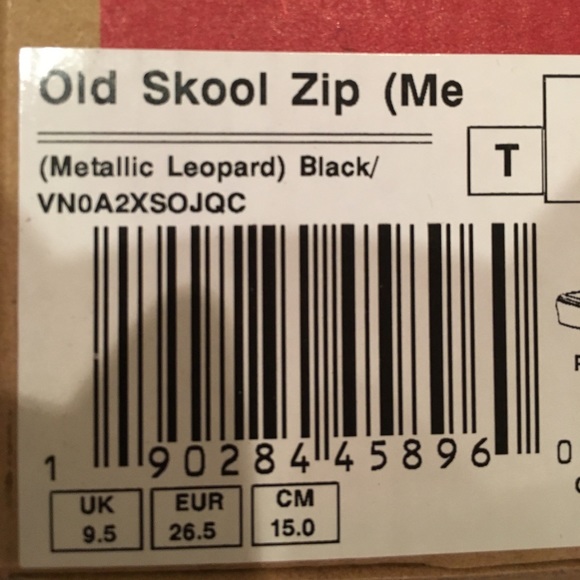 Old Skool Zip (Me
(Metallic Leopard) Black/
T
VN0A2XSOJQC
1 90284 45896 0
UK
9.5
EUR
26.5
CM
15.0